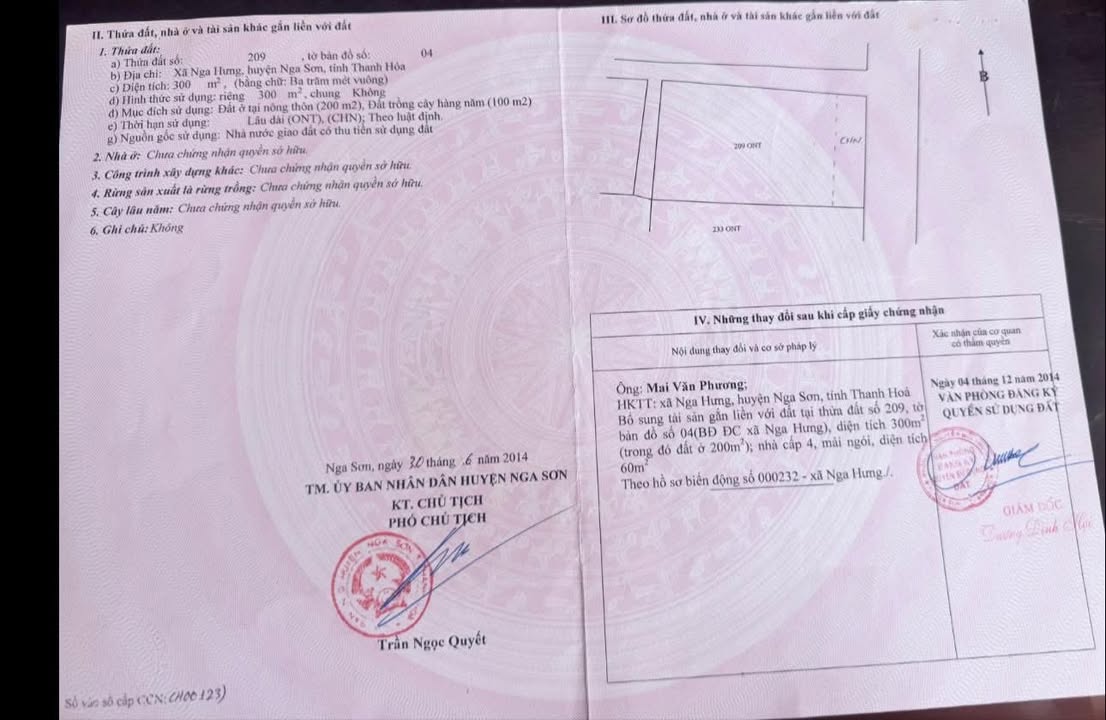 II. Thửa đất, nhà ở và tài sản khác gắn liền với đất
1. Thửa đất:
a) Thửa đất số: 209 , tờ bản đồ số: 04
b) Địa chỉ: Xã Nga Hưng, huyện Nga Sơn, tỉnh Thanh Hóa
c) Diện tích: 300 m², (bằng chữ: Ba trăm mét vuông)
d) Hình thức sử dụng: riêng 300 m², chung Không
đ) Mục đích sử dụng: Đất ở tại nông thôn (200 m2), Đất trồng cây hàng năm (100 m2)
e) Thời hạn sử dụng: Lâu dài (ONT), (CHN); Theo luật định.
g) Nguồn gốc sử dụng: Nhà nước giao đất có thu tiền sử dụng đất
2. Nhà ở: Chưa chứng nhận quyền sở hữu.
3. Công trình xây dựng khác: Chưa chứng nhận quyền sở hữu.
4. Rừng sản xuất là rừng trồng: Chưa chứng nhận quyền sở hữu.
5. Cây lâu năm: Chưa chứng nhận quyền sở hữu.
6. Ghi chú: Không
Nga Sơn, ngày 30 tháng 6 năm 2014
TM. ỦY BAN NHÂN DÂN HUYỆN NGA SƠN
KT. CHỦ TỊCH
PHÓ CHỦ TỊCH
Trần Ngọc Quyết
Số vào sổ cấp CCN: CH00123)
III. Sơ đồ thửa đất, nhà ở và tài sản khác gắn liền với đất
B
209 ONT
CHN
233 ONT
IV. Những thay đổi sau khi cấp giấy chứng nhận
Nội dung thay đổi và cơ sở pháp lý
Xác nhận của cơ quan
có thẩm quyền
Ông: Mai Văn Phương;
HKTT: xã Nga Hưng, huyện Nga Sơn, tỉnh Thanh Hoá
Bổ sung tài sản gắn liền với đất tại thửa đất số 209, tờ
bản đồ số 04(BĐ ĐC xã Nga Hưng), diện tích 300m²
(trong đó đất ở 200m²); nhà cấp 4, mái ngói, diện tích
60m²
Theo hồ sơ biến động số 000232 - xã Nga Hưng./.
Ngày 04 tháng 12 năm 2014
VĂN PHÒNG ĐĂNG KÝ
QUYỀN SỬ DỤNG ĐẤT
GIÁM ĐỐC
Dương Đình